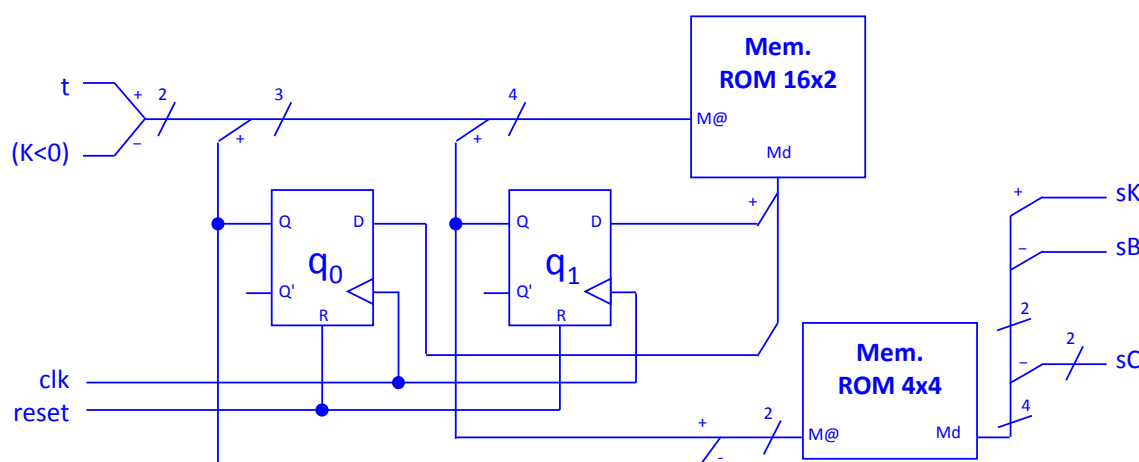 Mem.
ROM 16x2
M@
Md
t
+
2
3
4
(K<0)
−
+
+
Q
D
q0
Q'
R
Q
D
q1
Q'
R
+
sK
+
−
sB
2
−
2
sC
4
Mem.
ROM 4x4
M@
Md
clk
reset
+
2
-